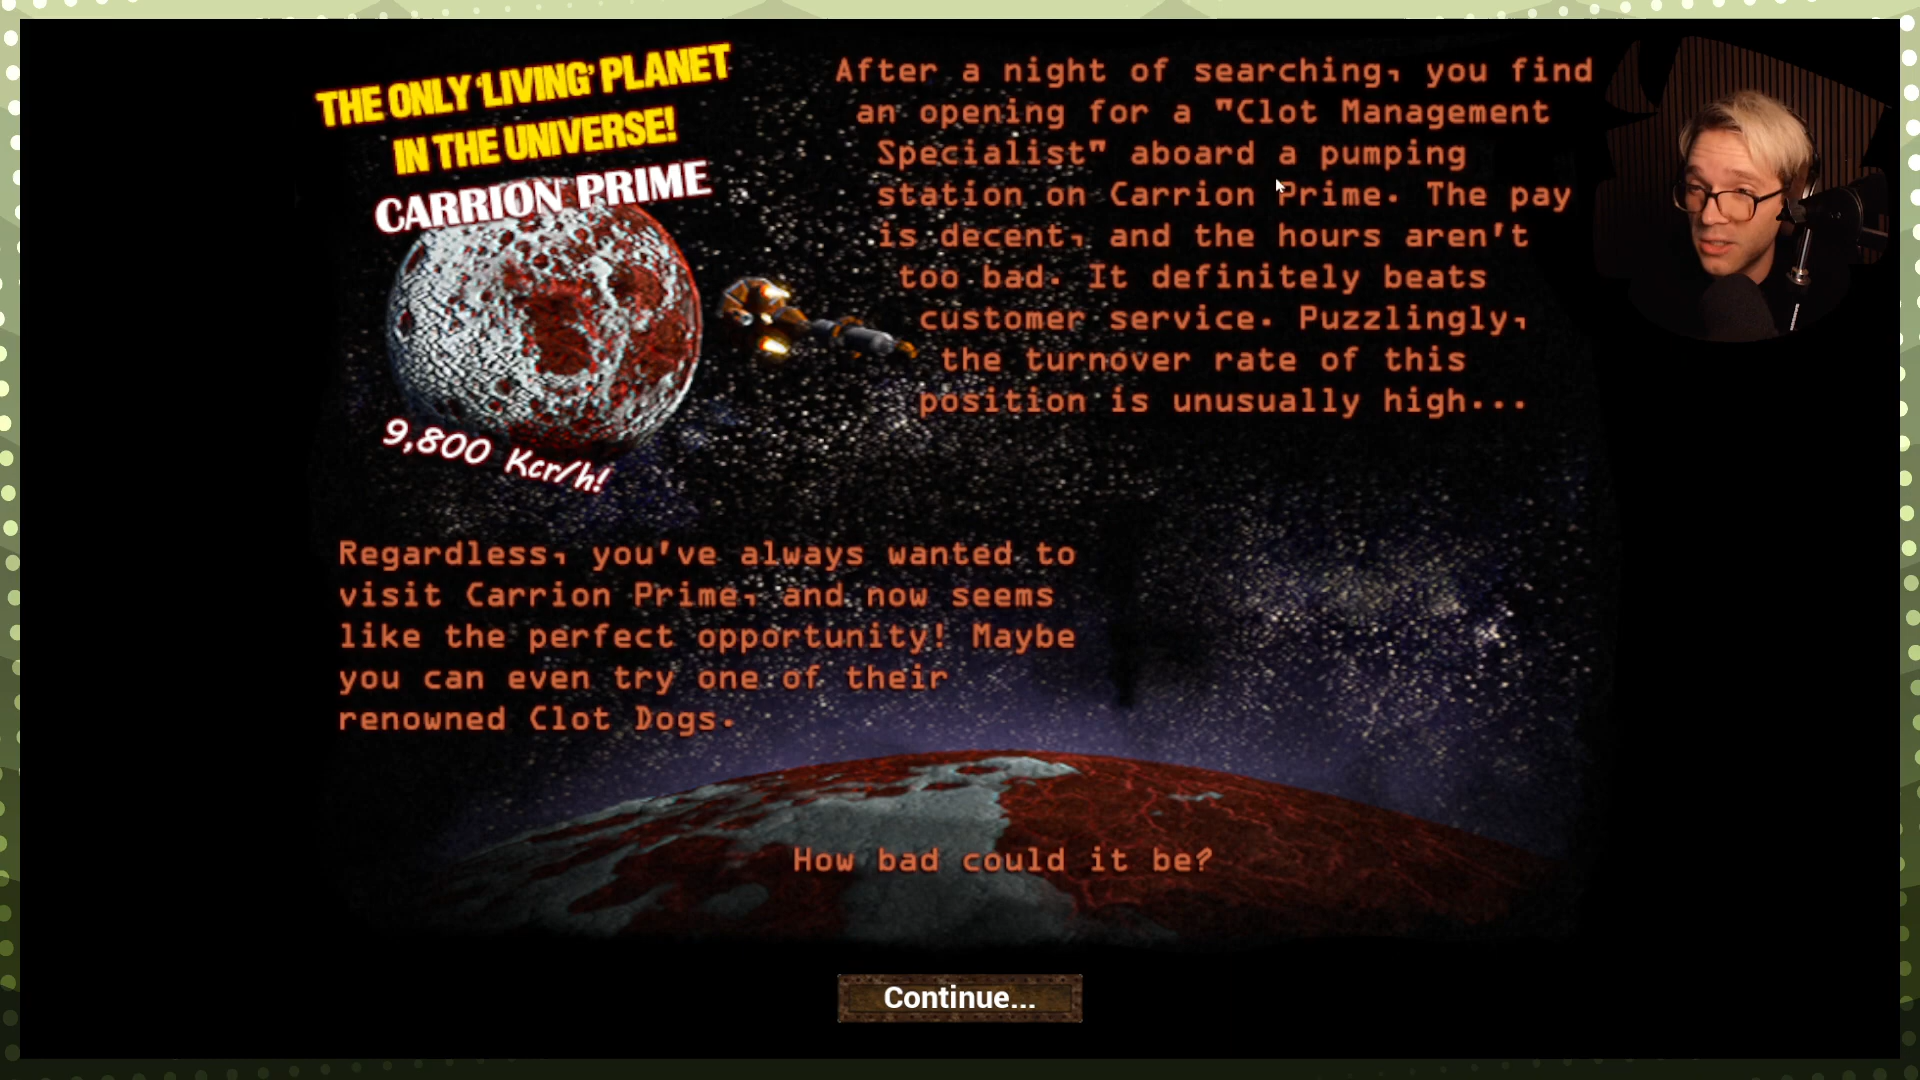 THE ONLY 'LIVING' PLANET
IN THE UNIVERSE!
CARRION PRIME
9,800 Kcr/h!
After a night of searching, you find
an opening for a "Clot Management
Specialist" aboard a pumping
station on Carrion Prime. The pay
is decent, and the hours aren't
too bad. It definitely beats
customer service. Puzzlingly,
the turnover rate of this
position is unusually high...
Regardless, you've always wanted to
visit Carrion Prime, and now seems
like the perfect opportunity! Maybe
you can even try one of their
renowned Clot Dogs.
How bad could it be?
Continue...